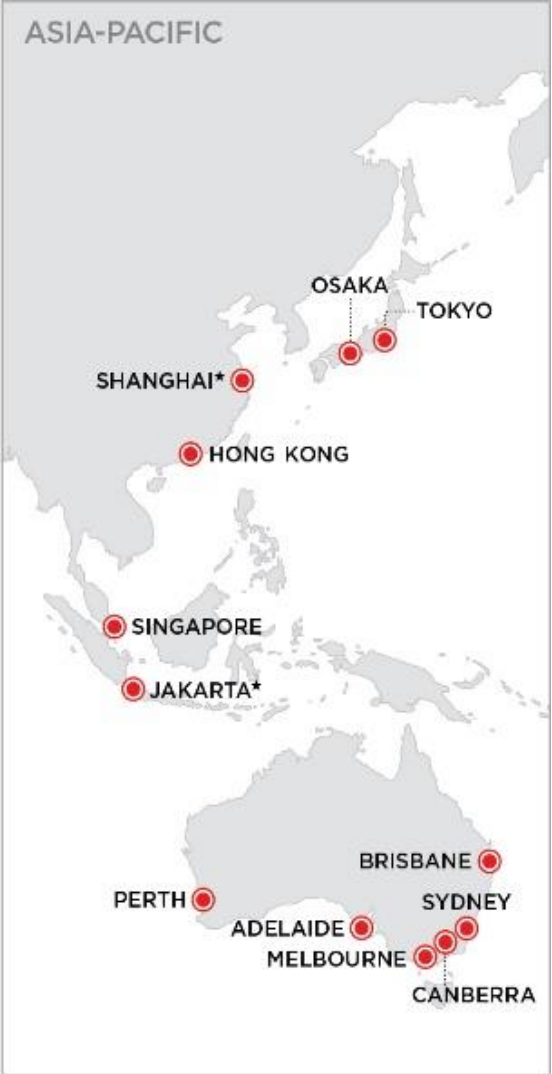 ASIA-PACIFIC
OSAKA
TOKYO
SHANGHAI★
HONG KONG
SINGAPORE
JAKARTA★
BRISBANE
PERTH
SYDNEY
ADELAIDE
MELBOURNE
CANBERRA